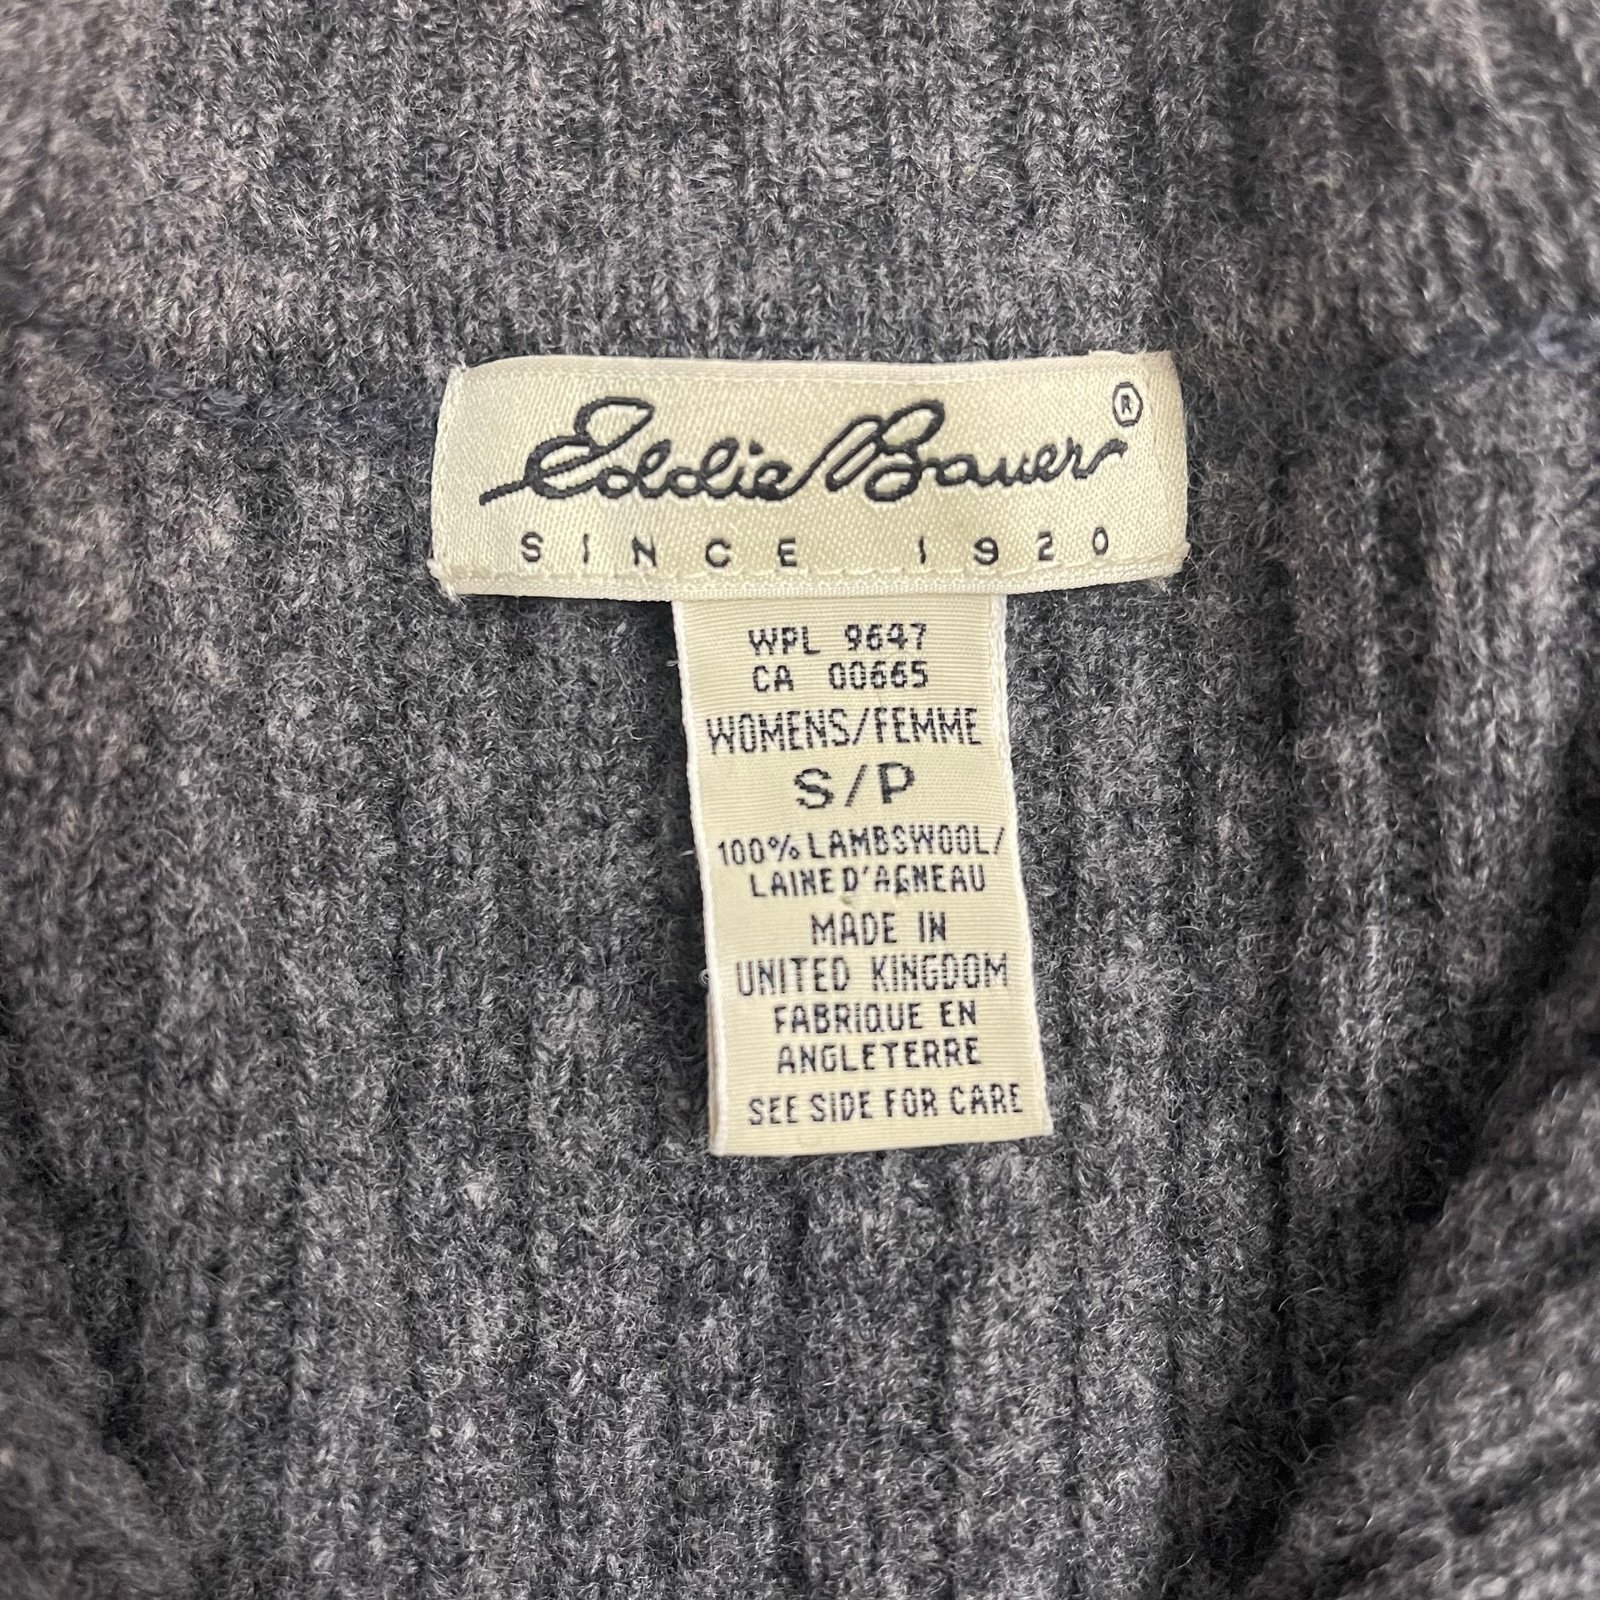 Eddie Bauer ®
SINCE 1920
WPL 9647
CA 00665
WOMENS/FEMME
S/P
100% LAMBSWOOL/
LAINE D'AGNEAU
MADE IN
UNITED KINGDOM
FABRIQUE EN
ANGLETERRE
SEE SIDE FOR CARE